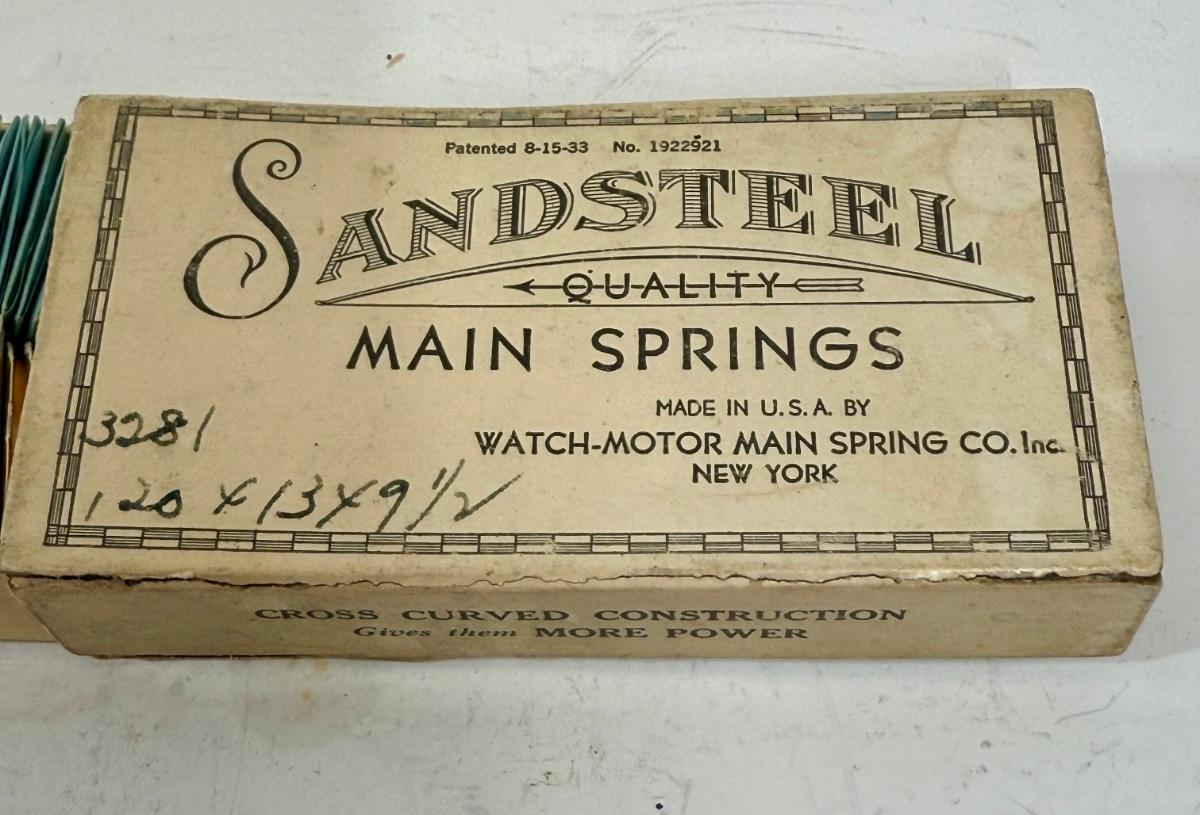 Patented 8-15-33 No. 1922921
SANDSTEEL
QUALITY
MAIN SPRINGS
MADE IN U.S.A. BY
WATCH-MOTOR MAIN SPRING CO. Inc.
NEW YORK
3281
120 X 13 X 9 1/2
CROSS CURVED CONSTRUCTION
Gives them MORE POWER